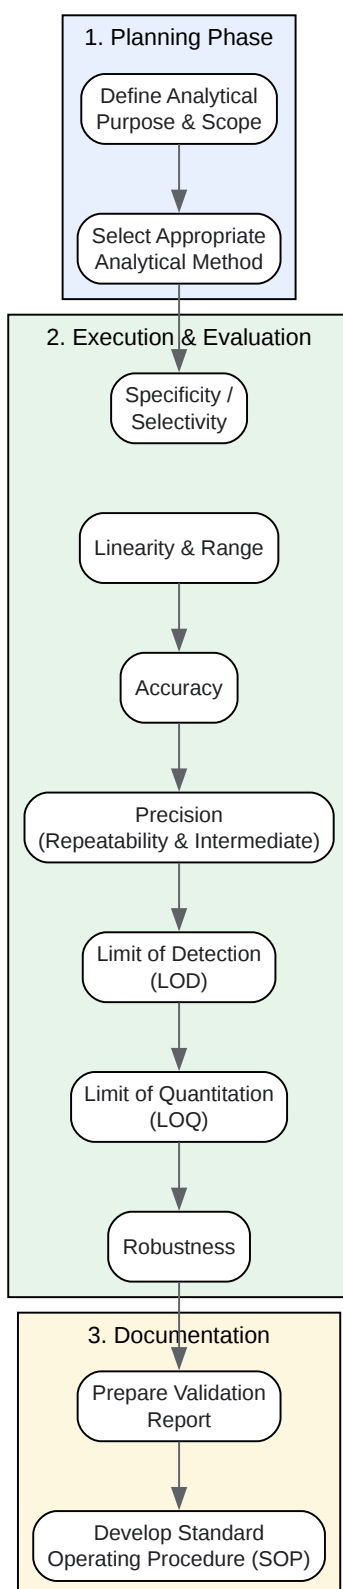 1. Planning Phase
Define Analytical
Purpose & Scope
Select Appropriate
Analytical Method
2. Execution & Evaluation
Specificity /
Selectivity
Linearity & Range
Accuracy
Precision
(Repeatability & Intermediate)
Limit of Detection
(LOD)
Limit of Quantitation
(LOQ)
Robustness
3. Documentation
Prepare Validation
Report
Develop Standard
Operating Procedure (SOP)